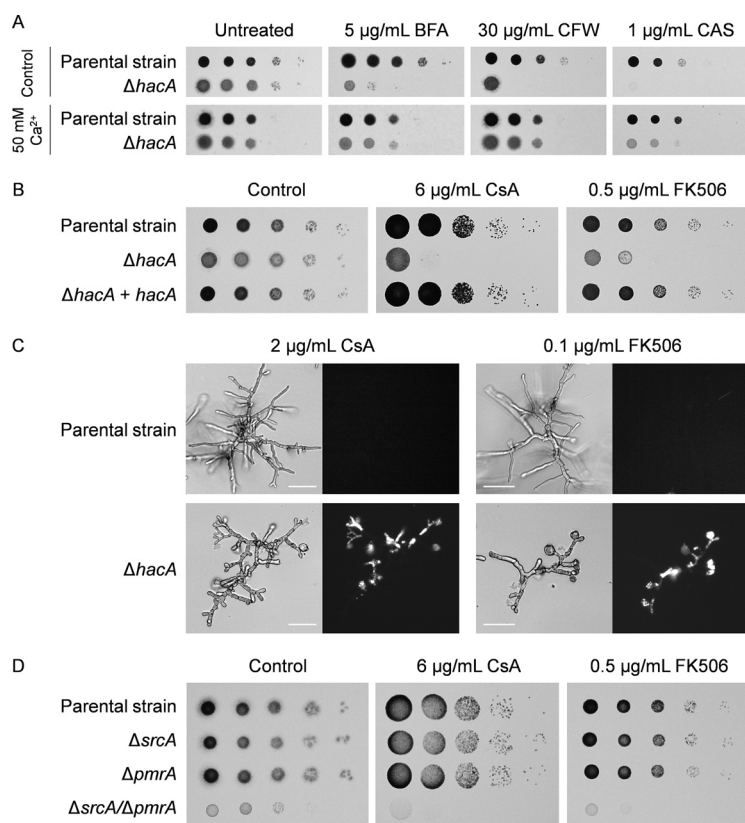 A
Untreated 5 µg/mL BFA 30 µg/mL CFW 1 µg/mL CAS
Control
Parental strain
ΔhacA
50 mM Ca²⁺
Parental strain
ΔhacA
B
Control 6 µg/mL CsA 0.5 µg/mL FK506
Parental strain
ΔhacA
ΔhacA + hacA
C
2 µg/mL CsA 0.1 µg/mL FK506
Parental strain
ΔhacA
D
Control 6 µg/mL CsA 0.5 µg/mL FK506
Parental strain
ΔsrcA
ΔpmrA
ΔsrcA/ΔpmrA